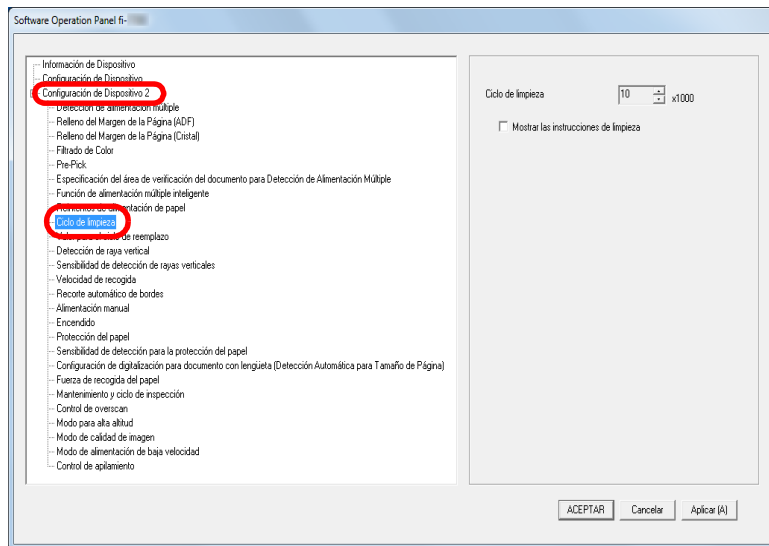 Software Operation Panel fi-
Información de Dispositivo
Configuración de Dispositivo
Configuración de Dispositivo 2
Detección de alimentación múltiple
Relleno del Margen de la Página (ADF)
Relleno del Margen de la Página (Cristal)
Filtrado de Color
Pre-Pick
Especificación del área de verificación del documento para Detección de Alimentación Múltiple
Función de alimentación múltiple inteligente
de alimentación de papel
Ciclo de limpieza
de reemplazo
Detección de raya vertical
Sensibilidad de detección de rayas verticales
Velocidad de recogida
Recorte automático de bordes
Alimentación manual
Encendido
Protección del papel
Sensibilidad de detección para la protección del papel
Configuración de digitalización para documento con lengüeta (Detección Automática para Tamaño de Página)
Fuerza de recogida del papel
Mantenimiento y ciclo de inspección
Control de overscan
Modo para alta altitud
Modo de calidad de imagen
Modo de alimentación de baja velocidad
Control de apilamiento
Ciclo de limpieza 10 x1000
Mostrar las instrucciones de limpieza
ACEPTAR Cancelar Aplicar (A)